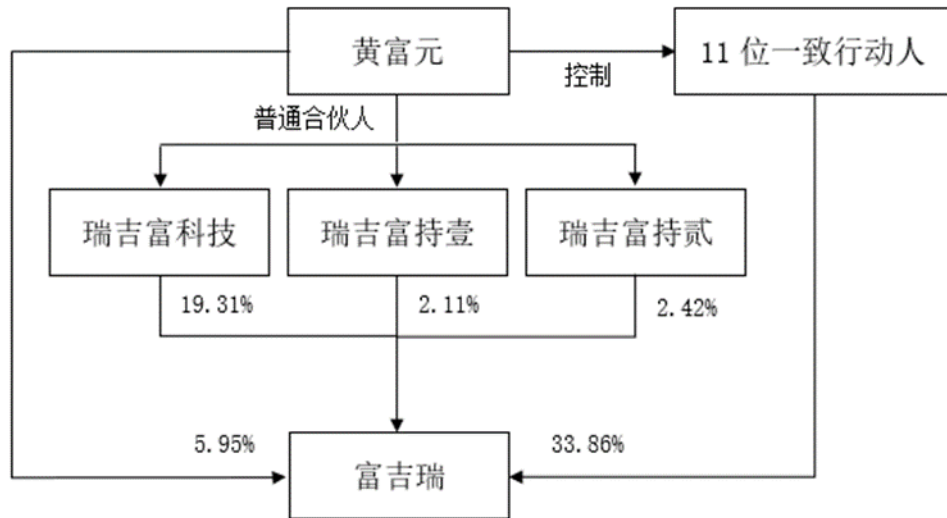 黄富元
11 位一致行动人
控制
普通合伙人
瑞吉富科技
瑞吉富持壹
瑞吉富持贰
19.31%
2.11%
2.42%
5.95%
33.86%
富吉瑞